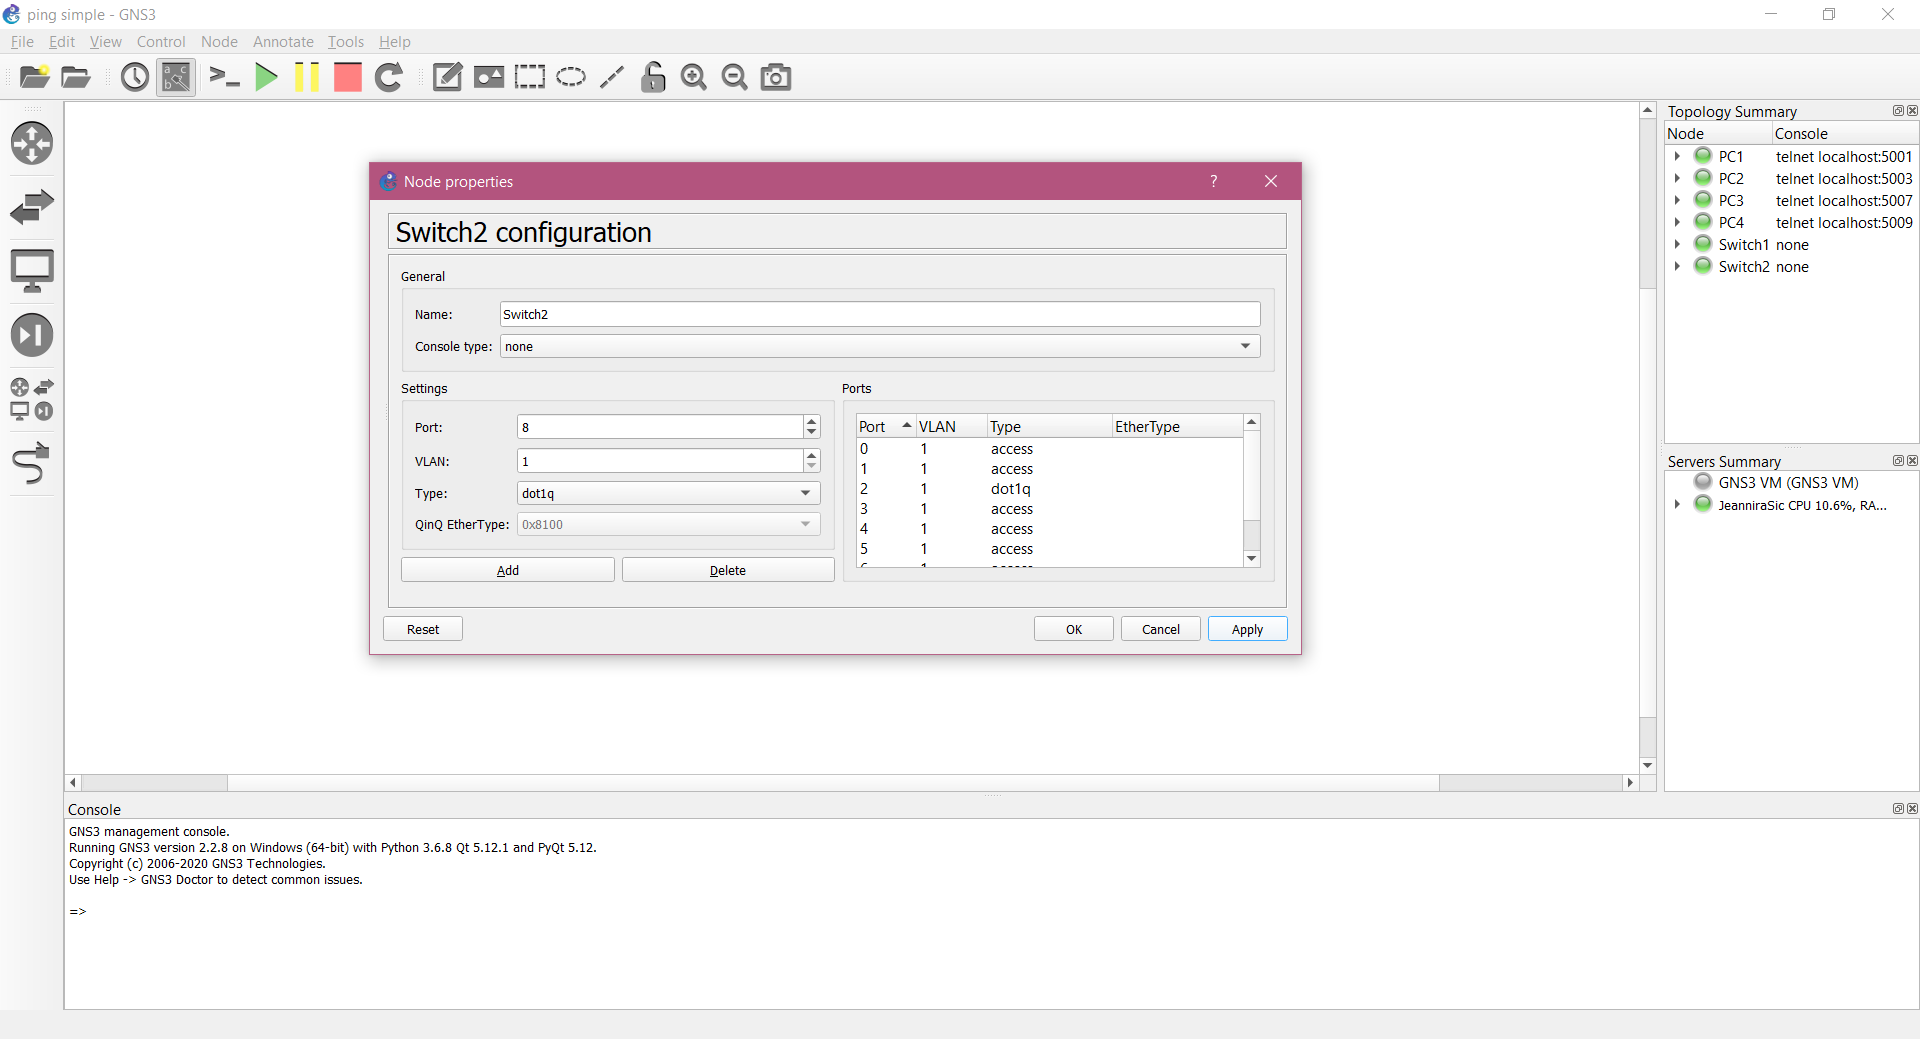 ping simple - GNS3
File Edit View Control Node Annotate Tools Help
Topology Summary
Node Console
PC1 telnet localhost:5001
PC2 telnet localhost:5003
PC3 telnet localhost:5007
PC4 telnet localhost:5009
Switch1 none
Switch2 none
Servers Summary
GNS3 VM (GNS3 VM)
JeanniraSic CPU 10.6%, RA...
Node properties ?
Switch2 configuration
General
Name: Switch2
Console type: none
Settings
Port: 8
VLAN: 1
Type: dot1q
QinQ EtherType: 0x8100
Add Delete
Ports
Port VLAN Type EtherType
0 1 access
1 1 access
2 1 dot1q
3 1 access
4 1 access
5 1 access
Reset OK Cancel Apply
Console
GNS3 management console.
Running GNS3 version 2.2.8 on Windows (64-bit) with Python 3.6.8 Qt 5.12.1 and PyQt 5.12.
Copyright (c) 2006-2020 GNS3 Technologies.
Use Help -> GNS3 Doctor to detect common issues.
=>